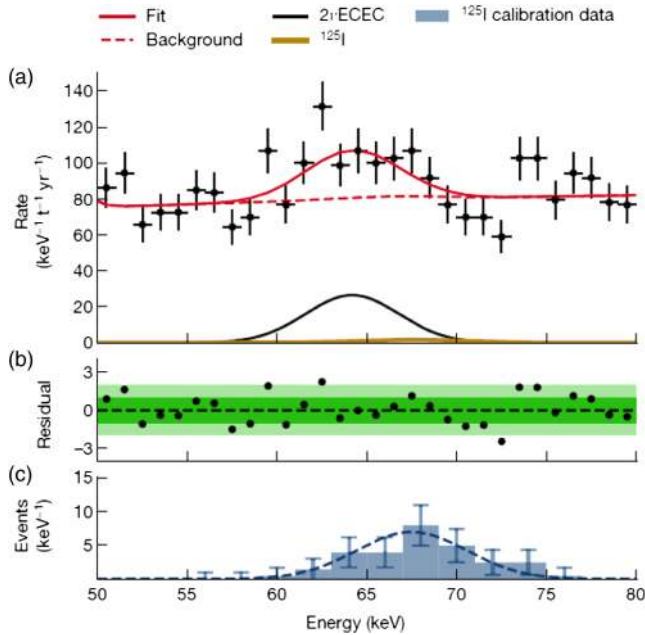 Fit
2νECEC
¹²⁵I calibration data
Background
¹²⁵I
(a)
140
120
100
80
60
40
20
0
Rate
(keV⁻¹ t⁻¹ yr⁻¹)
(b)
3
0
−3
Residual
(c)
15
10
5
Events
(keV⁻¹)
50 55 60 65 70 75 80
Energy (keV)